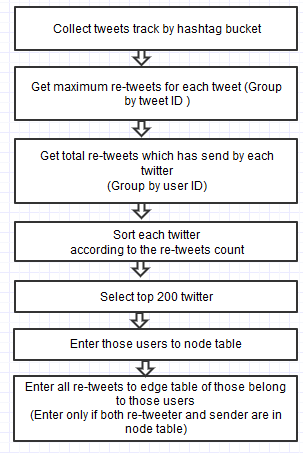 Collect tweets track by hashtag bucket
Get maximum re-tweets for each tweet (Group
by tweet ID )
Get total re-tweets which has send by each
twitter
(Group by user ID)
Sort each twitter
according to the re-tweets count
Select top 200 twitter
Enter those users to node table
Enter all re-tweets to edge table of those belong
to those users
(Enter only if both re-tweeter and sender are in
node table)